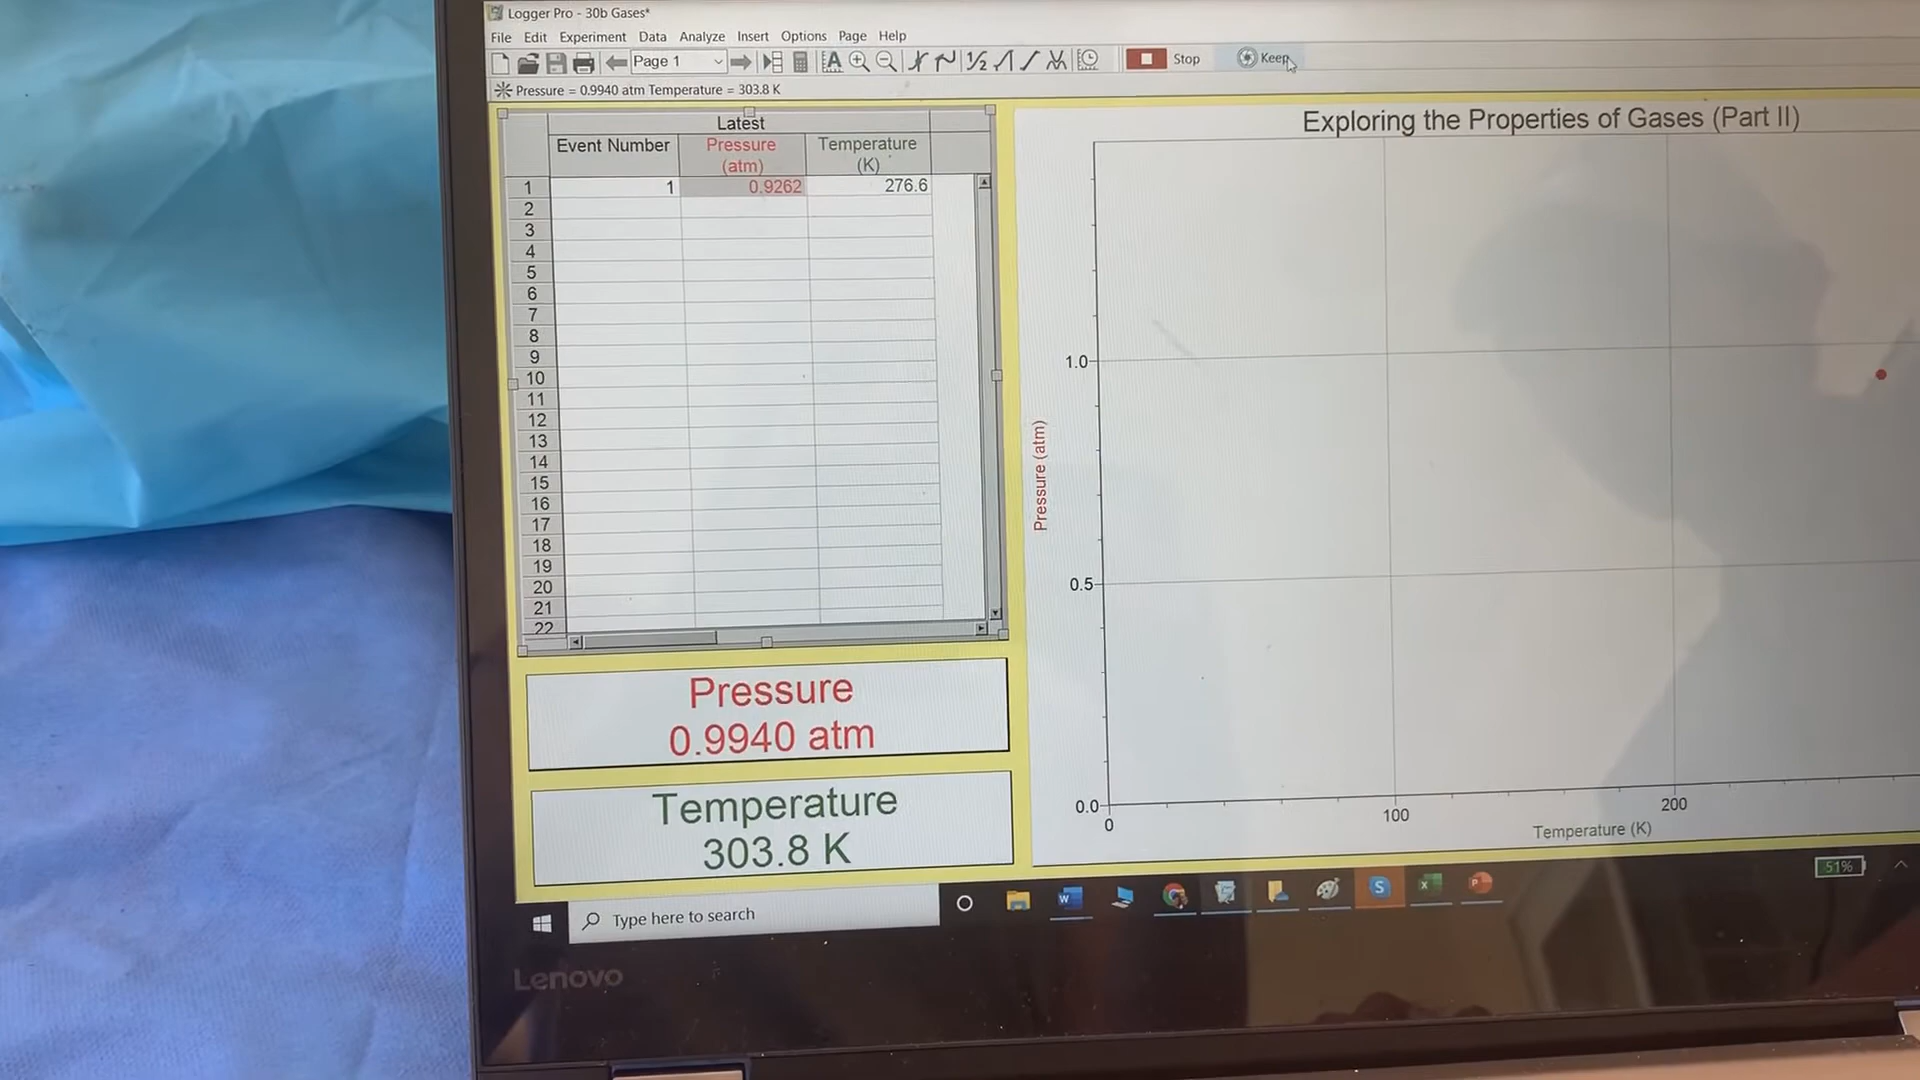 Logger Pro - 30b Gases*
File Edit Experiment Data Analyze Insert Options Page Help
Page 1 A ½ Stop Keep
Pressure = 0.9940 atm Temperature = 303.8 K
Latest
Event Number Pressure (atm) Temperature (K)
1 1 0.9262 276.6
2
3
4
5
6
7
8
9
10
11
12
13
14
15
16
17
18
19
20
21
22
Pressure
0.9940 atm
Temperature
303.8 K
Exploring the Properties of Gases (Part II)
1.0
Pressure (atm)
0.5
0.0
0 100 200
Temperature (K)
51%
Type here to search
W S X P
Lenovo